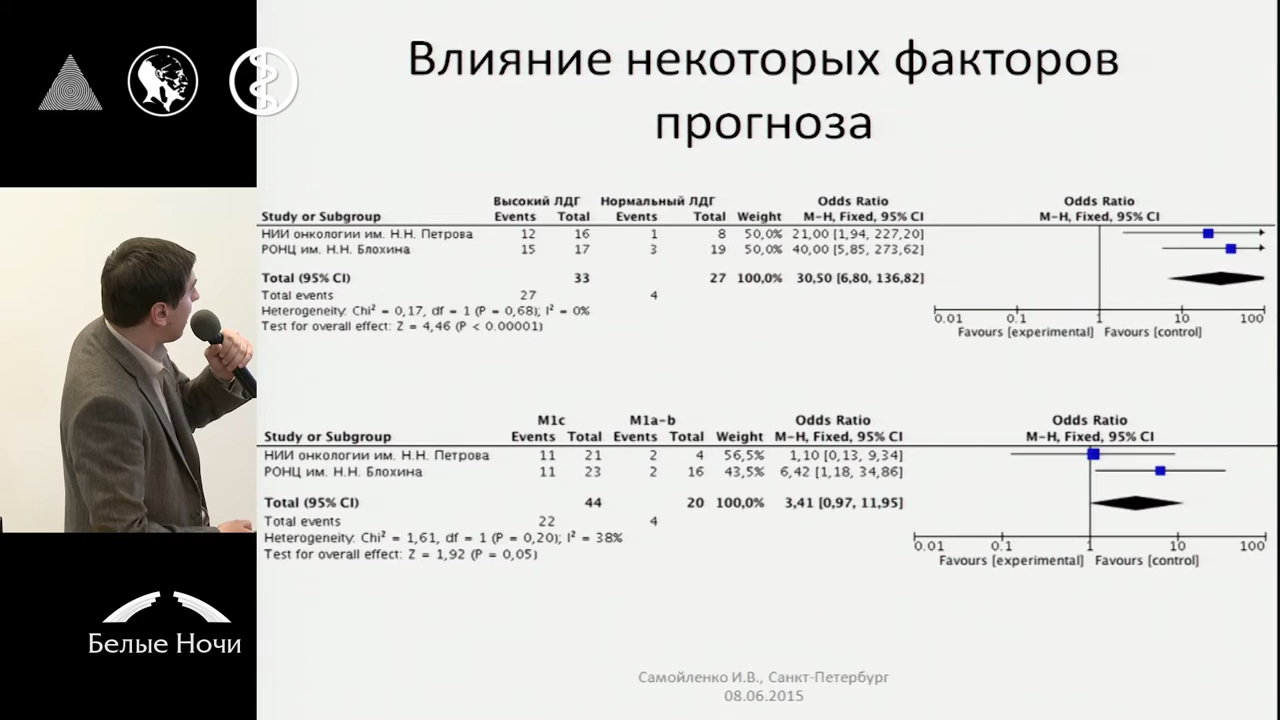 Влияние некоторых факторов
прогноза
Высокий ЛДГ Нормальный ЛДГ Odds Ratio Odds Ratio
Study or Subgroup Events Total Events Total Weight M-H, Fixed, 95% CI M-H, Fixed, 95% CI
НИИ онкологии им. Н.Н. Петрова 12 16 1 8 50,0% 21,00 [1,94, 227,20]
РОНЦ им. Н.Н. Блохина 15 17 3 19 50,0% 40,00 [5,85, 273,62]
Total (95% CI) 33 27 100,0% 30,50 [6,80, 136,82]
Total events 27 4
Heterogeneity: Chi² = 0,17, df = 1 (P = 0,68); I² = 0%
Test for overall effect: Z = 4,46 (P < 0.00001)
0.01 0.1 1 10 100
Favours [experimental] Favours [control]
M1c M1a-b Odds Ratio Odds Ratio
Study or Subgroup Events Total Events Total Weight M-H, Fixed, 95% CI M-H, Fixed, 95% CI
НИИ онкологии им. Н.Н. Петрова 11 21 2 4 56,5% 1,10 [0,13, 9,34]
РОНЦ им. Н.Н. Блохина 11 23 2 16 43,5% 6,42 [1,18, 34,86]
Total (95% CI) 44 20 100,0% 3,41 [0,97, 11,95]
Total events 22 4
Heterogeneity: Chi² = 1,61, df = 1 (P = 0,20); I² = 38%
Test for overall effect: Z = 1,92 (P = 0,05)
0.01 0.1 1 10 100
Favours [experimental] Favours [control]
Белые Ночи
Самойленко И.В., Санкт-Петербург
08.06.2015